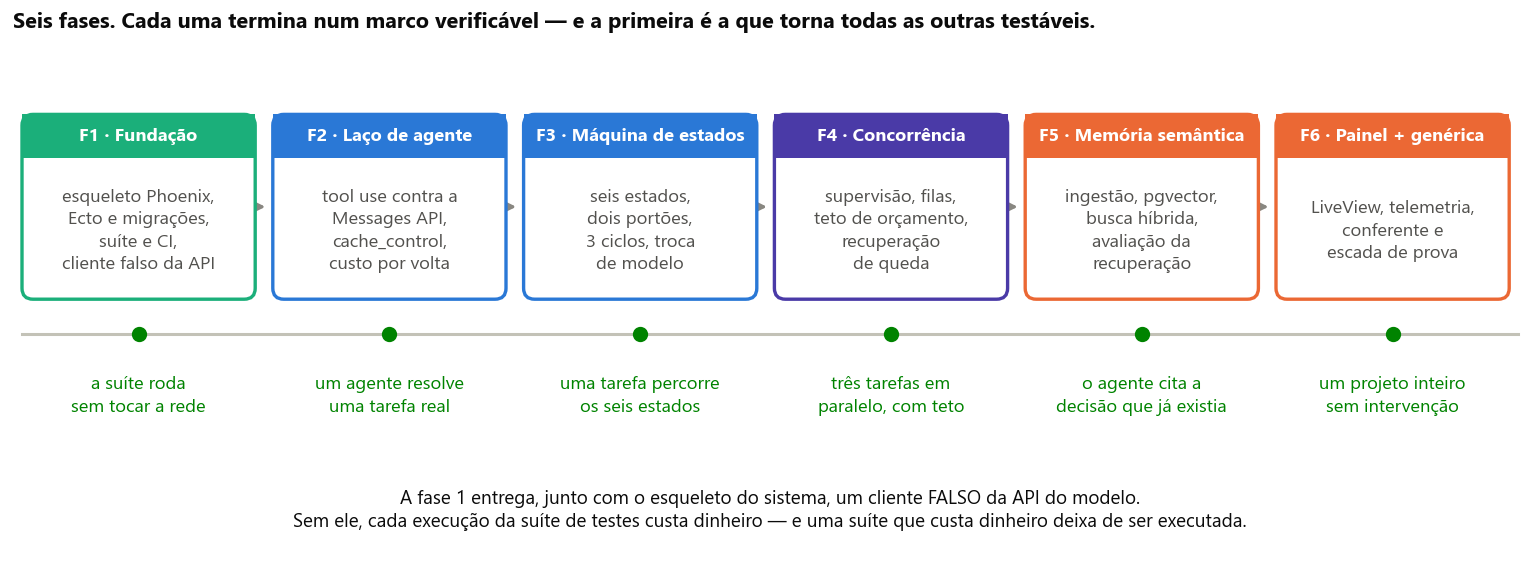 Seis fases. Cada uma termina num marco verificável — e a primeira é a que torna todas as outras testáveis.
F1 · Fundação
esqueleto Phoenix,
Ecto e migrações,
suíte e CI,
cliente falso da API
F2 · Laço de agente
tool use contra a
Messages API,
cache_control,
custo por volta
F3 · Máquina de estados
seis estados,
dois portões,
3 ciclos, troca
de modelo
F4 · Concorrência
supervisão, filas,
teto de orçamento,
recuperação
de queda
F5 · Memória semântica
ingestão, pgvector,
busca híbrida,
avaliação da
recuperação
F6 · Painel + genérica
LiveView, telemetria,
conferente e
escada de prova
a suíte roda
sem tocar a rede
um agente resolve
uma tarefa real
uma tarefa percorre
os seis estados
três tarefas em
paralelo, com teto
o agente cita a
decisão que já existia
um projeto inteiro
sem intervenção
A fase 1 entrega, junto com o esqueleto do sistema, um cliente FALSO da API do modelo.
Sem ele, cada execução da suíte de testes custa dinheiro — e uma suíte que custa dinheiro deixa de ser executada.